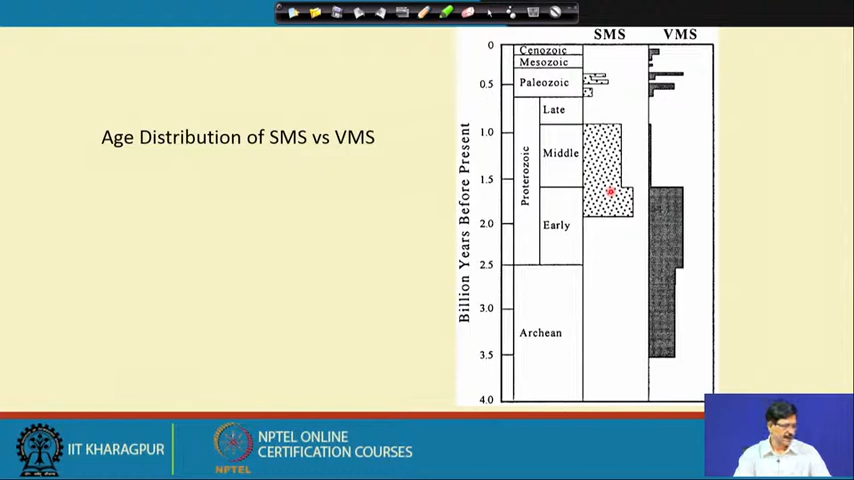 SMS VMS
Age Distribution of SMS vs VMS
Billion Years Before Present
0
0.5
1.0
1.5
2.0
2.5
3.0
3.5
4.0
Cenozoic
Mesozoic
Paleozoic
Proterozoic
Late
Middle
Early
Archean
IIT KHARAGPUR
NPTEL
NPTEL ONLINE
CERTIFICATION COURSES